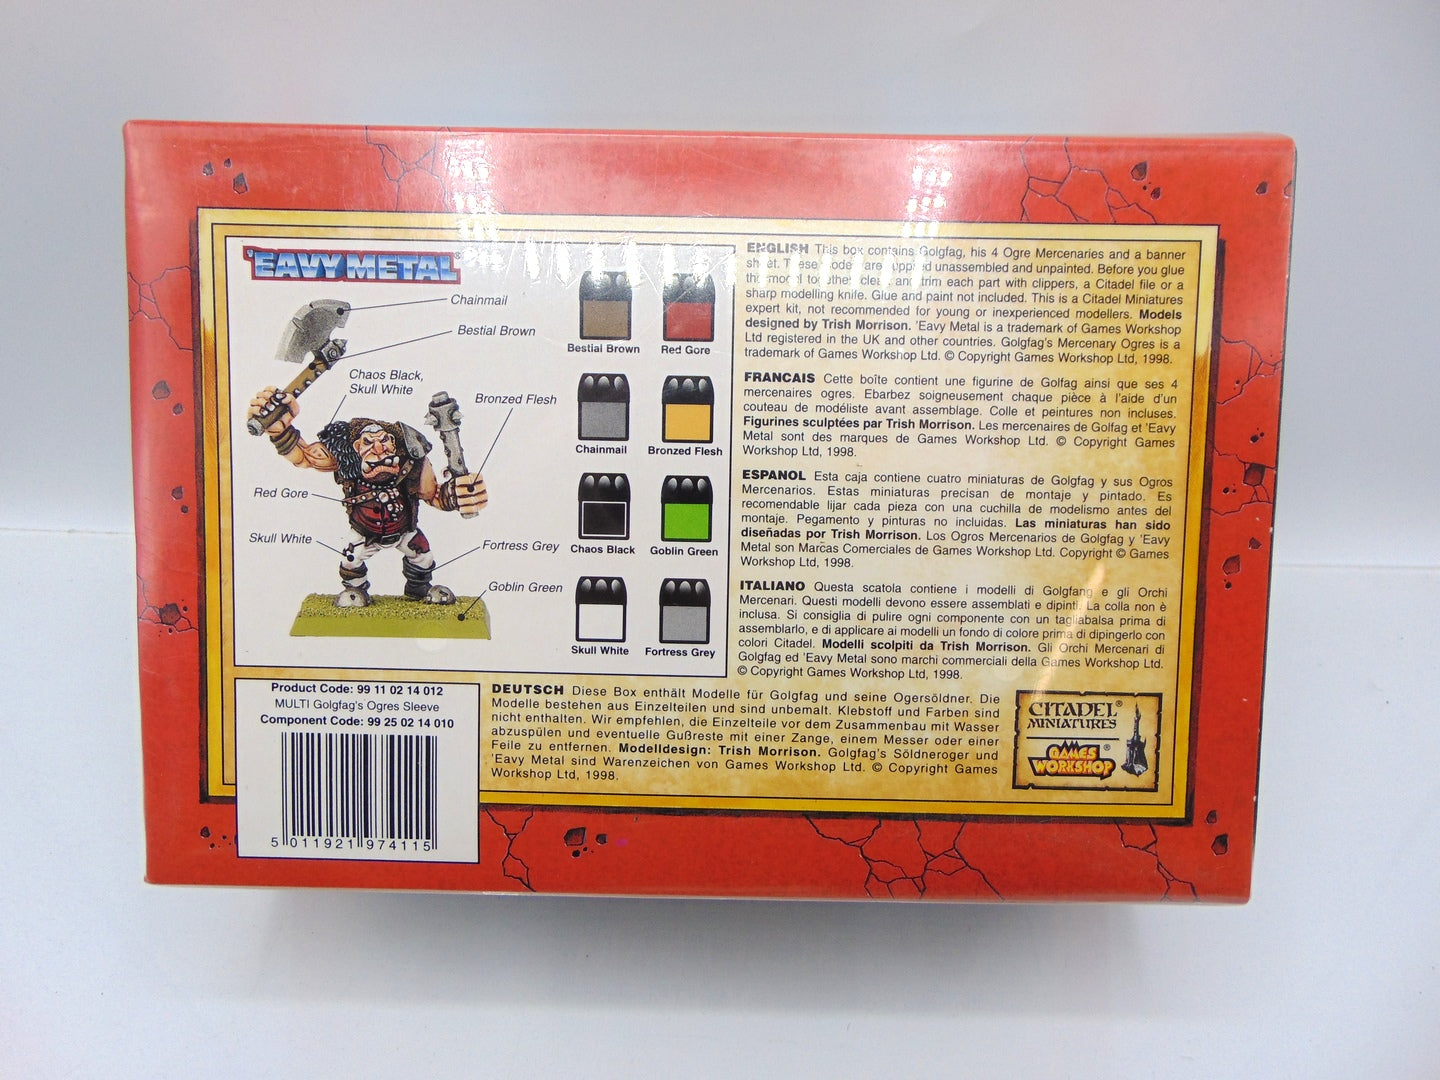 'EAVY METAL®
Chainmail
Bestial Brown
Chaos Black,
Skull White
Bronzed Flesh
Red Gore
Skull White
Fortress Grey
Goblin Green
Bestial Brown
Red Gore
Chainmail
Bronzed Flesh
Chaos Black
Goblin Green
Skull White
Fortress Grey
ENGLISH This box contains Golgfag, his 4 Ogre Mercenaries and a banner
sheet. These models are supplied unassembled and unpainted. Before you glue
the model together clean and trim each part with clippers, a Citadel file or a
sharp modelling knife. Glue and paint not included. This is a Citadel Miniatures
expert kit, not recommended for young or inexperienced modellers. Models
designed by Trish Morrison. 'Eavy Metal is a trademark of Games Workshop
Ltd registered in the UK and other countries. Golgfag's Mercenary Ogres is a
trademark of Games Workshop Ltd. © Copyright Games Workshop Ltd, 1998.
FRANCAIS Cette boîte contient une figurine de Golfag ainsi que ses 4
mercenaires ogres. Ebarbez soigneusement chaque pièce à l'aide d'un
couteau de modéliste avant assemblage. Colle et peintures non incluses.
Figurines sculptées par Trish Morrison. Les mercenaires de Golfag et 'Eavy
Metal sont des marques de Games Workshop Ltd. © Copyright Games
Workshop Ltd, 1998.
ESPANOL Esta caja contiene cuatro miniaturas de Golgfag y sus Ogros
Mercenarios. Estas miniaturas precisan de montaje y pintado. Es
recomendable lijar cada pieza con una cuchilla de modelismo antes del
montaje. Pegamento y pinturas no incluidas. Las miniaturas han sido
diseñadas por Trish Morrison. Los Ogros Mercenarios de Golgfag y 'Eavy
Metal son Marcas Comerciales de Games Workshop Ltd. Copyright © Games
Workshop Ltd, 1998.
ITALIANO Questa scatola contiene i modelli di Golgfang e gli Orchi
Mercenari. Questi modelli devono essere assemblati e dipinti. La colla non è
inclusa. Si consiglia di pulire ogni componente con un tagliabalsa prima di
assemblarlo, e di applicare ai modelli un fondo di colore prima di dipingerlo con
colori Citadel. Modelli scolpiti da Trish Morrison. Gli Orchi Mercenari di
Golgfag ed 'Eavy Metal sono marchi commerciali della Games Workshop Ltd.
© Copyright Games Workshop Ltd, 1998.
DEUTSCH Diese Box enthält Modelle für Golgfag und seine Ogersöldner. Die
Modelle bestehen aus Einzelteilen und sind unbemalt. Klebstoff und Farben sind
nicht enthalten. Wir empfehlen, die Einzelteile vor dem Zusammenbau mit Wasser
abzuspülen und eventuelle Gußreste mit einer Zange, einem Messer oder einer
Feile zu entfernen. Modelldesign: Trish Morrison. Golgfag's Söldneroger und
'Eavy Metal sind Warenzeichen von Games Workshop Ltd. © Copyright Games
Workshop Ltd, 1998.
CITADEL®
MINIATURES
GAMES®
WORKSHOP
Product Code: 99 11 02 14 012
MULTI Golgfag's Ogres Sleeve
Component Code: 99 25 02 14 010
5 011921 974115